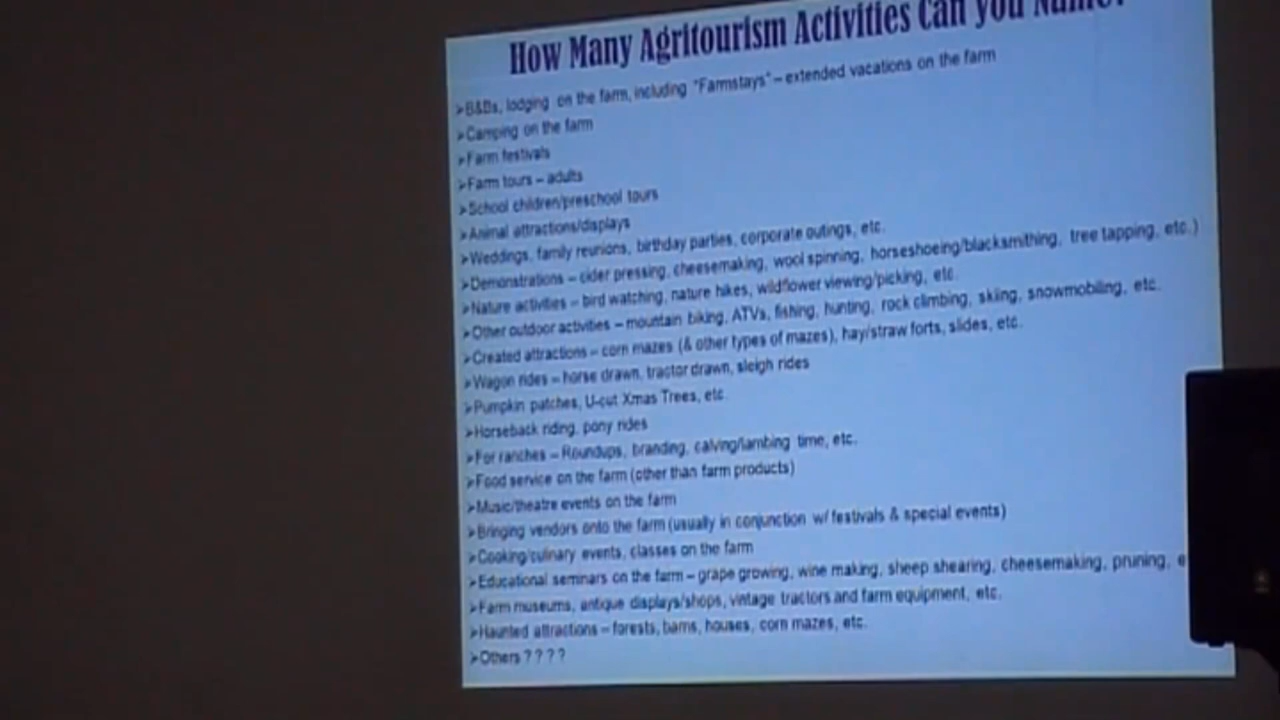 How Many Agritourism Activities Can you Name?
➢B&Bs, lodging on the farm, including "Farmstays" – extended vacations on the farm
➢Camping on the farm
➢Farm festivals
➢Farm tours – adults
➢School children/preschool tours
➢Animal attractions/displays
➢Weddings, family reunions, birthday parties, corporate outings, etc.
➢Demonstrations – cider pressing, cheesemaking, wool spinning, horseshoeing/blacksmithing, tree tapping, etc.)
➢Nature activities – bird watching, nature hikes, wildflower viewing/picking, etc.
➢Other outdoor activities – mountain biking, ATVs, fishing, hunting, rock climbing, skiing, snowmobiling, etc.
➢Created attractions – corn mazes (& other types of mazes), hay/straw forts, slides, etc.
➢Wagon rides – horse drawn, tractor drawn, sleigh rides
➢Pumpkin patches, U-cut Xmas Trees, etc.
➢Horseback riding, pony rides
➢For ranches – Roundups, branding, calving/lambing time, etc.
➢Food service on the farm (other than farm products)
➢Music/theatre events on the farm
➢Bringing vendors onto the farm (usually in conjunction w/ festivals & special events)
➢Cooking/culinary events, classes on the farm
➢Educational seminars on the farm – grape growing, wine making, sheep shearing, cheesemaking, pruning, e
➢Farm museums, antique displays/shops, vintage tractors and farm equipment, etc.
➢Haunted attractions – forests, barns, houses, corn mazes, etc.
➢Others ? ? ? ?